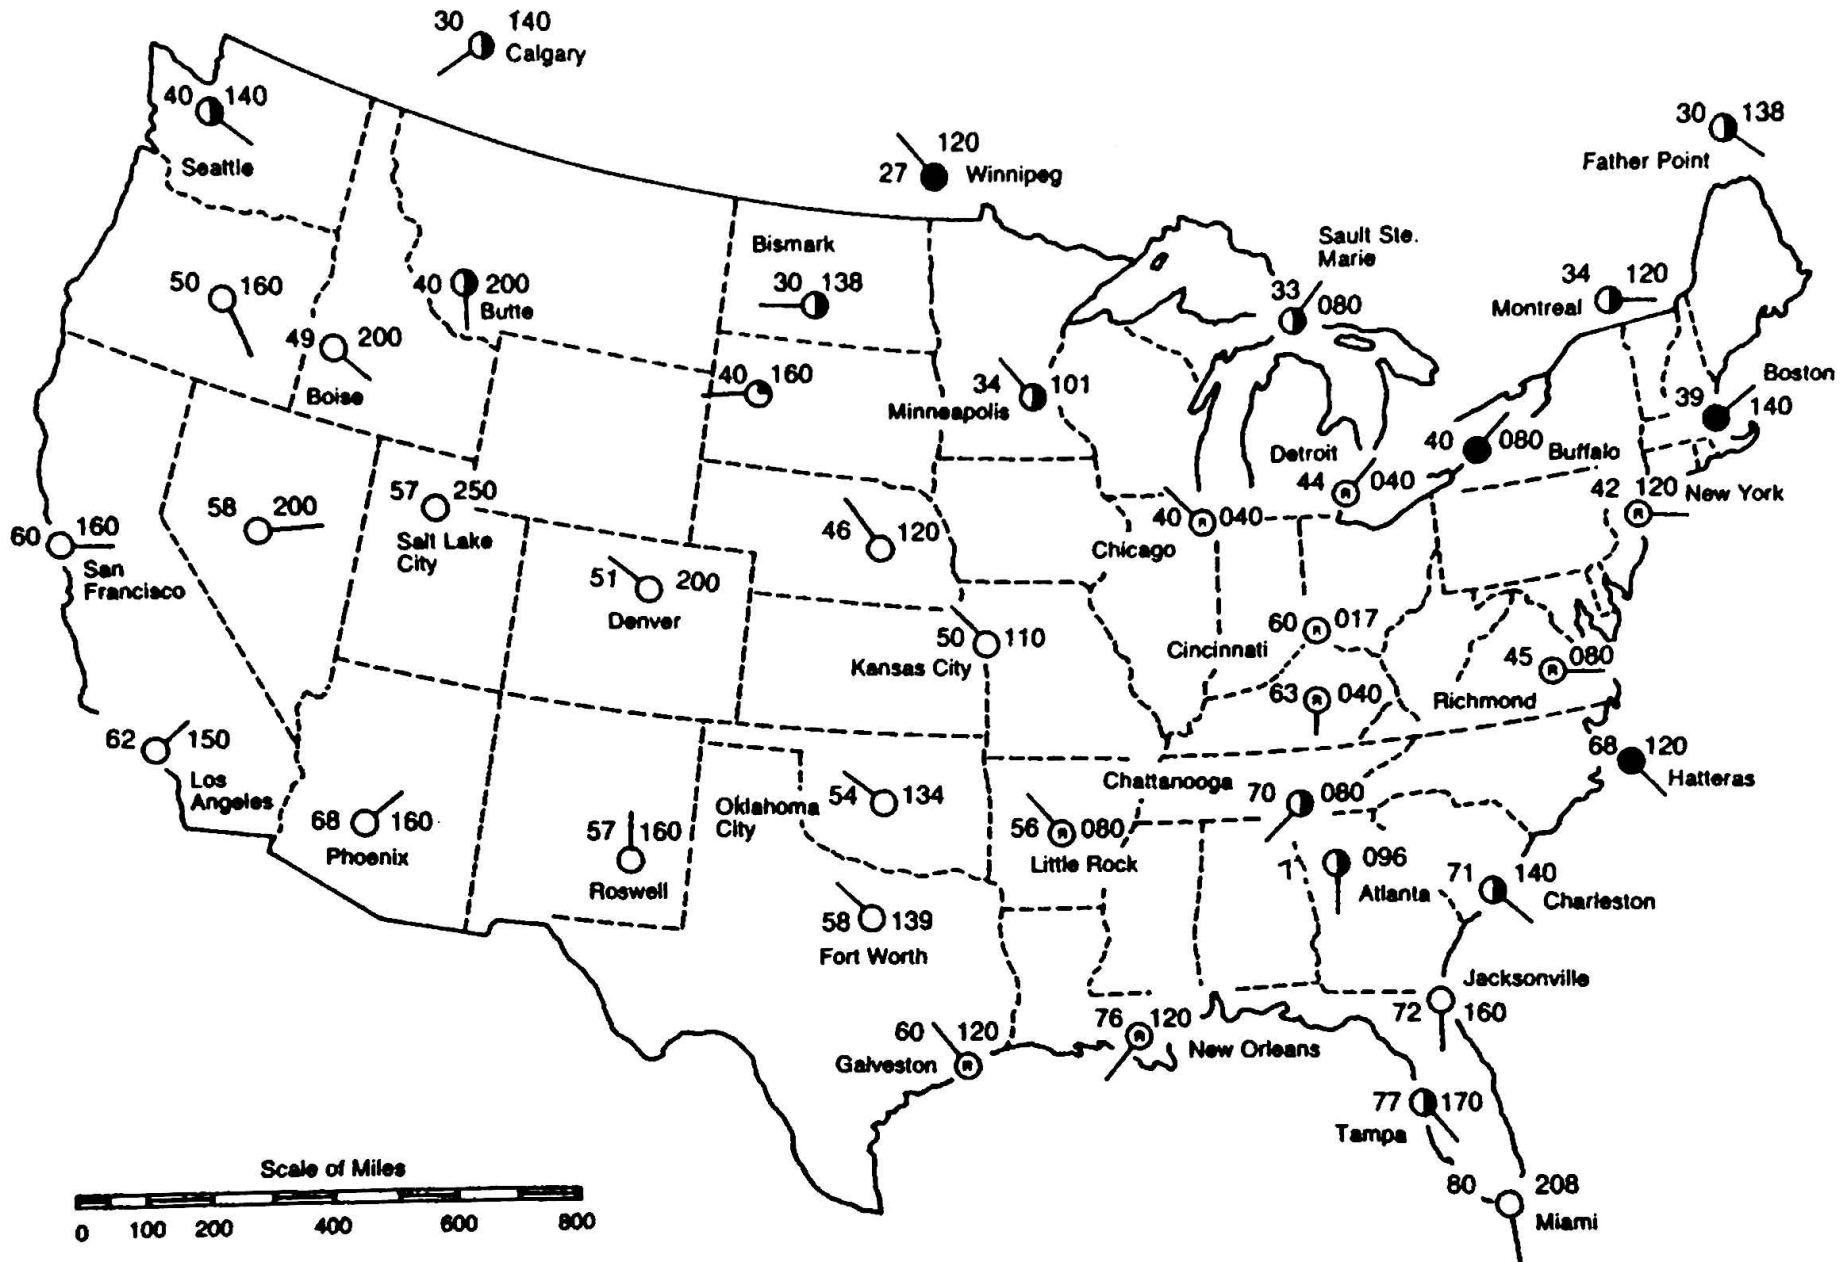 30 140
Calgary
40 140
Seattle
120
27 Winnipeg
30 138
Father Point
Bismark
30 138
Sault Ste.
Marie
33 080
34 120
Montreal
50 160
40 200
Butte
49 200
Boise
40 160
34 101
Minneapolis
Boston
39 140
40 080
Buffalo
Detroit
44 040
42 120 New York
57 250
Salt Lake
City
58 200
60 160
San
Francisco
46 120
40 040
Chicago
51 200
Denver
50 110
Kansas City
60 017
Cincinnati
45 080
Richmond
63 040
62 150
Los
Angeles
68 160
Phoenix
57 160
Roswell
Oklahoma
City
54 134
Chattanooga
70 080
68 120
Hatteras
56 080
Little Rock
096
Atlanta
71 140
Charleston
58 139
Fort Worth
Jacksonville
72 160
60 120
Galveston
76 120
New Orleans
77 170
Tampa
80 208
Miami
Scale of Miles
0 100 200 400 600 800